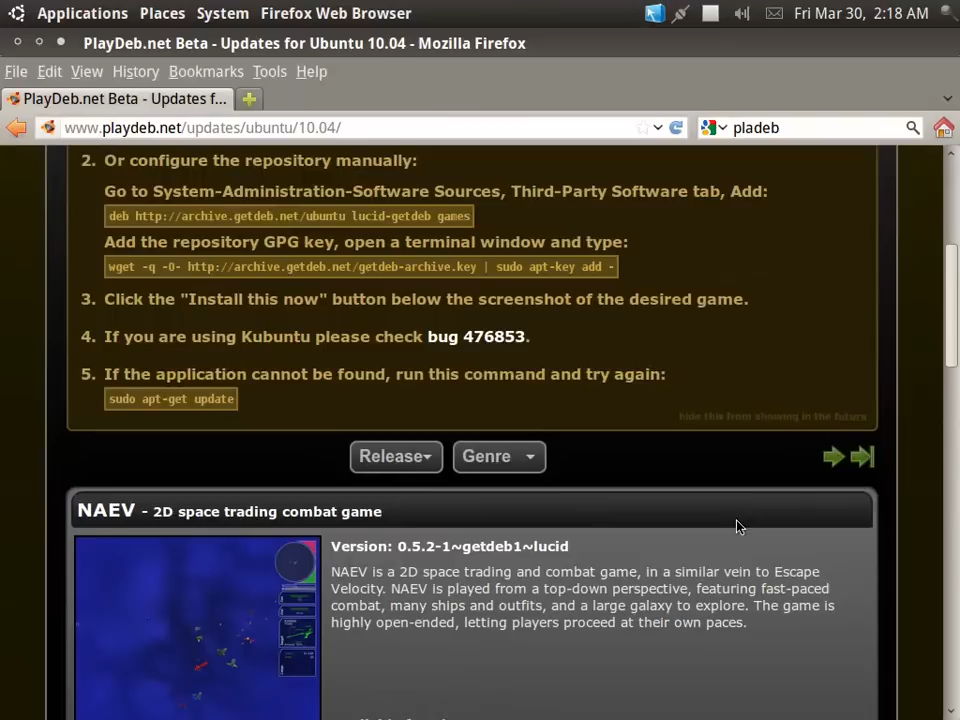 Applications Places System Firefox Web Browser Fri Mar 30, 2:18 AM
PlayDeb.net Beta - Updates for Ubuntu 10.04 - Mozilla Firefox
File Edit View History Bookmarks Tools Help
PlayDeb.net Beta - Updates f...
www.playdeb.net/updates/ubuntu/10.04/ pladeb
2. Or configure the repository manually:
Go to System-Administration-Software Sources, Third-Party Software tab, Add:
deb http://archive.getdeb.net/ubuntu lucid-getdeb games
Add the repository GPG key, open a terminal window and type:
wget -q -O- http://archive.getdeb.net/getdeb-archive.key | sudo apt-key add -
3. Click the "Install this now" button below the screenshot of the desired game.
4. If you are using Kubuntu please check bug 476853.
5. If the application cannot be found, run this command and try again:
sudo apt-get update
hide this from showing in the future
Release Genre
NAEV - 2D space trading combat game
Version: 0.5.2-1~getdeb1~lucid
NAEV is a 2D space trading and combat game, in a similar vein to Escape
Velocity. NAEV is played from a top-down perspective, featuring fast-paced
combat, many ships and outfits, and a large galaxy to explore. The game is
highly open-ended, letting players proceed at their own paces.